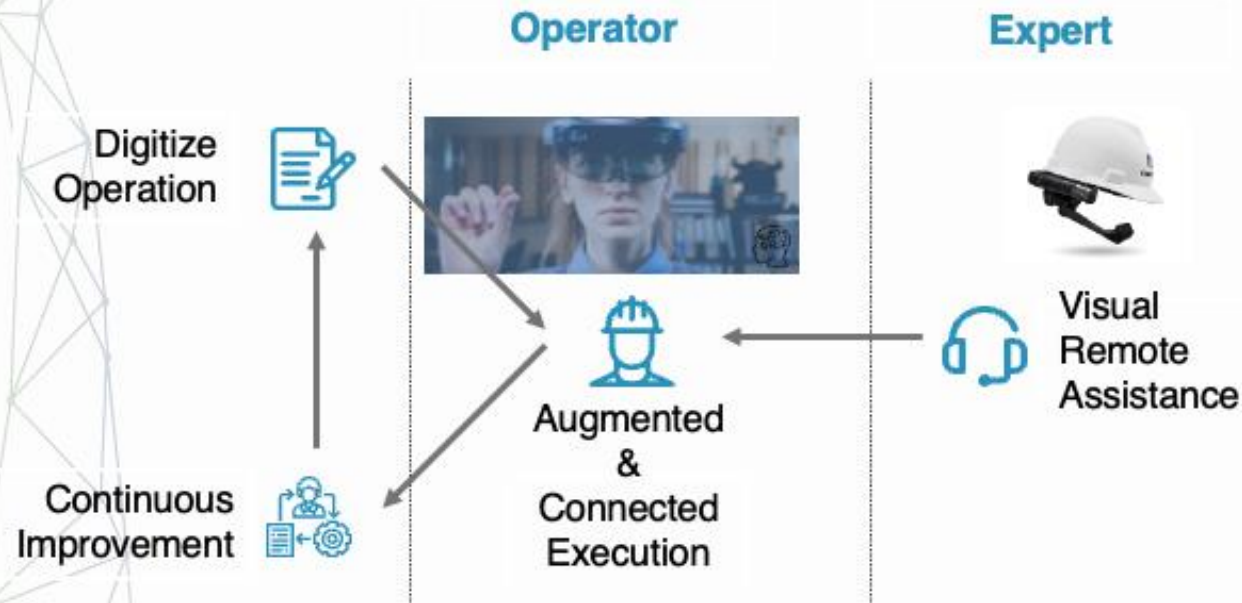 Operator
Expert
Digitize
Operation
Visual
Remote
Assistance
Augmented
&
Connected
Execution
Continuous
Improvement